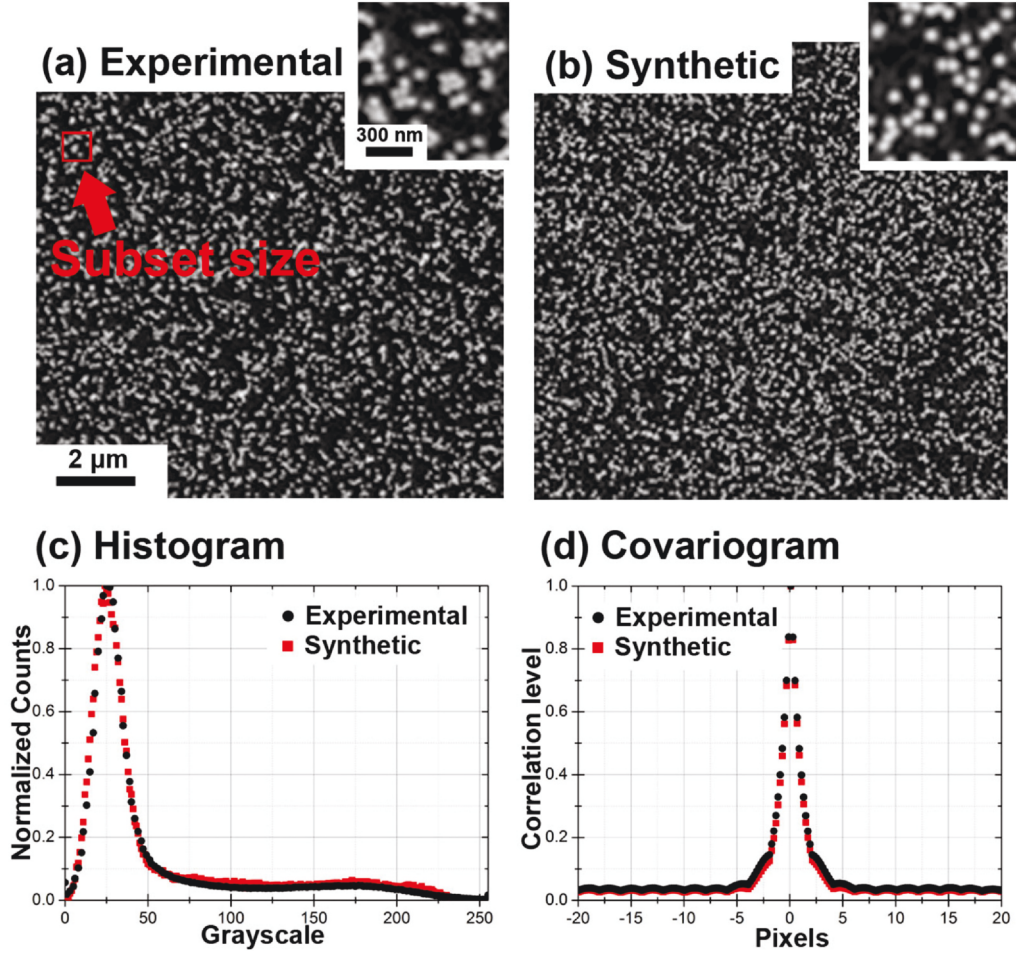 (a) Experimental
300 nm
Subset size
2 µm
(b) Synthetic
(c) Histogram
1.0
0.8
0.6
0.4
0.2
0.0
0
50
100
150
200
250
Normalized Counts
Grayscale
Experimental
Synthetic
(d) Covariogram
1.0
0.8
0.6
0.4
0.2
0.0
-20
-15
-10
-5
0
5
10
15
20
Correlation level
Pixels
Experimental
Synthetic